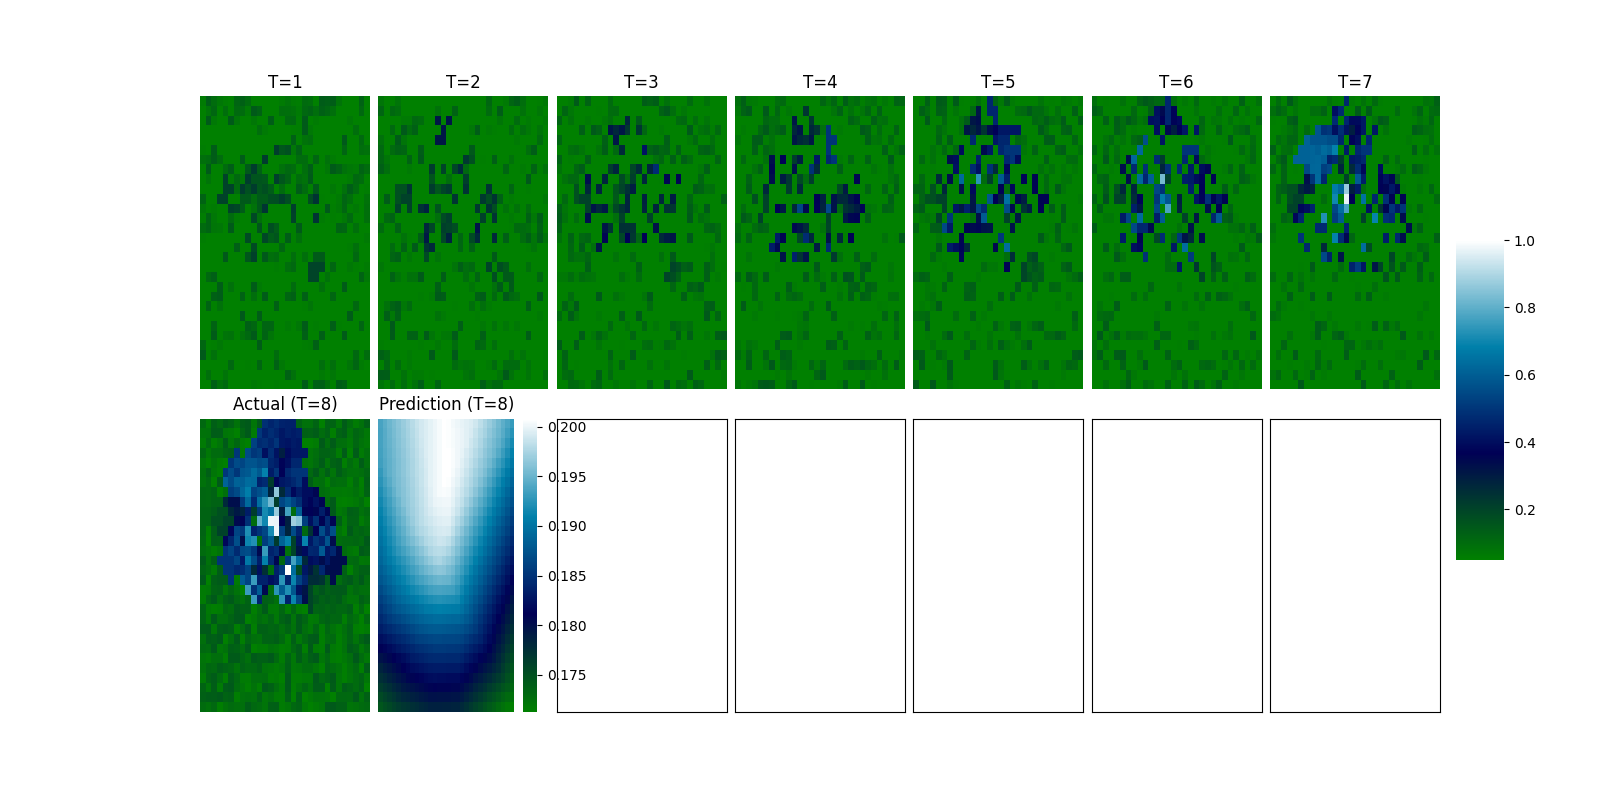 T=1
T=2
T=3
T=4
T=5
T=6
T=7
1.0
0.8
0.6
0.4
0.2
Actual (T=8)
Prediction (T=8)
0.200
0.195
0.190
0.185
0.180
0.175